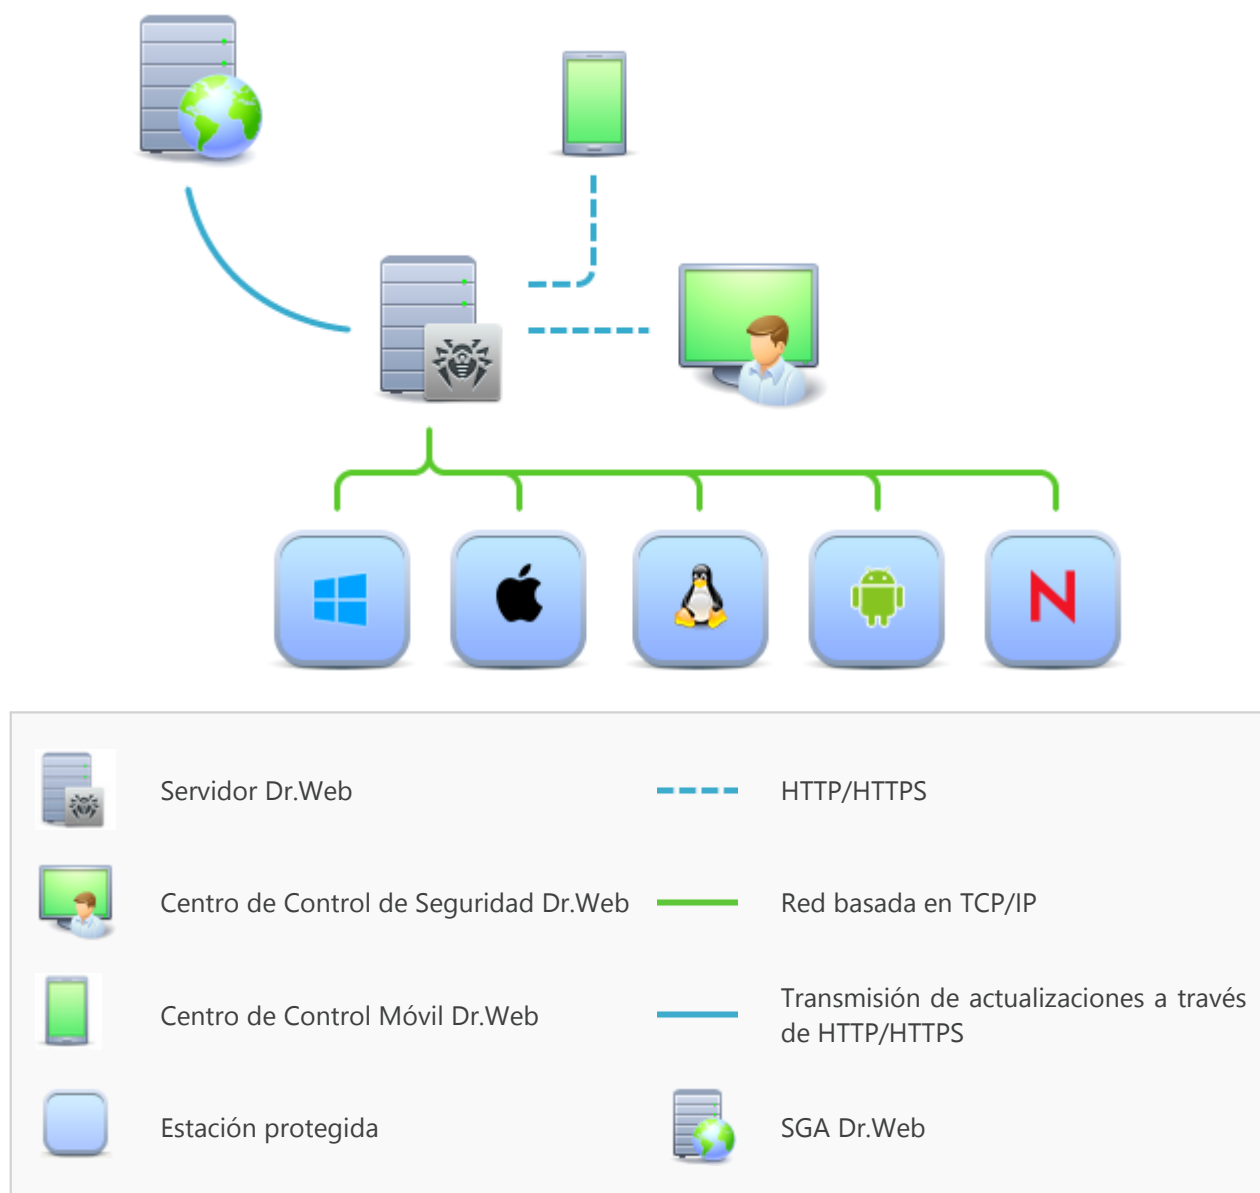 Servidor Dr.Web
HTTP/HTTPS
Centro de Control de Seguridad Dr.Web
Red basada en TCP/IP
Centro de Control Móvil Dr.Web
Transmisión de actualizaciones a través
de HTTP/HTTPS
Estación protegida
SGA Dr.Web